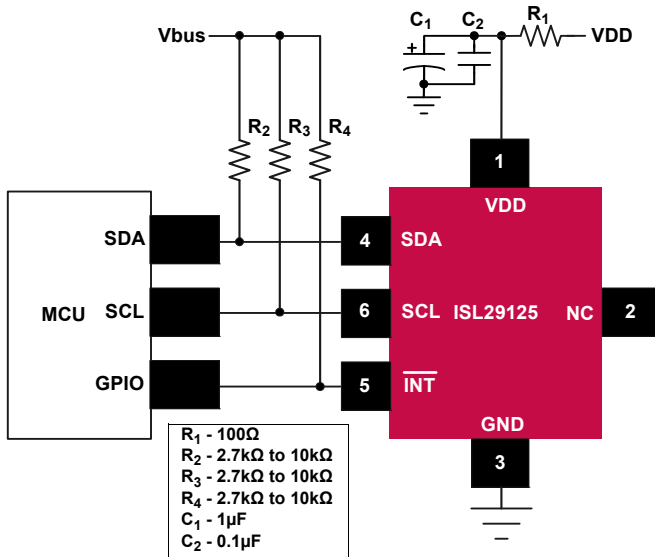 C₁ C₂ R₁
Vbus VDD
+
R₂ R₃ R₄
1
VDD
SDA 4 SDA
MCU SCL 6 SCL ISL29125 NC 2
GPIO 5 I̅N̅T̅
GND
3
R₁ - 100Ω
R₂ - 2.7kΩ to 10kΩ
R₃ - 2.7kΩ to 10kΩ
R₄ - 2.7kΩ to 10kΩ
C₁ - 1µF
C₂ - 0.1µF